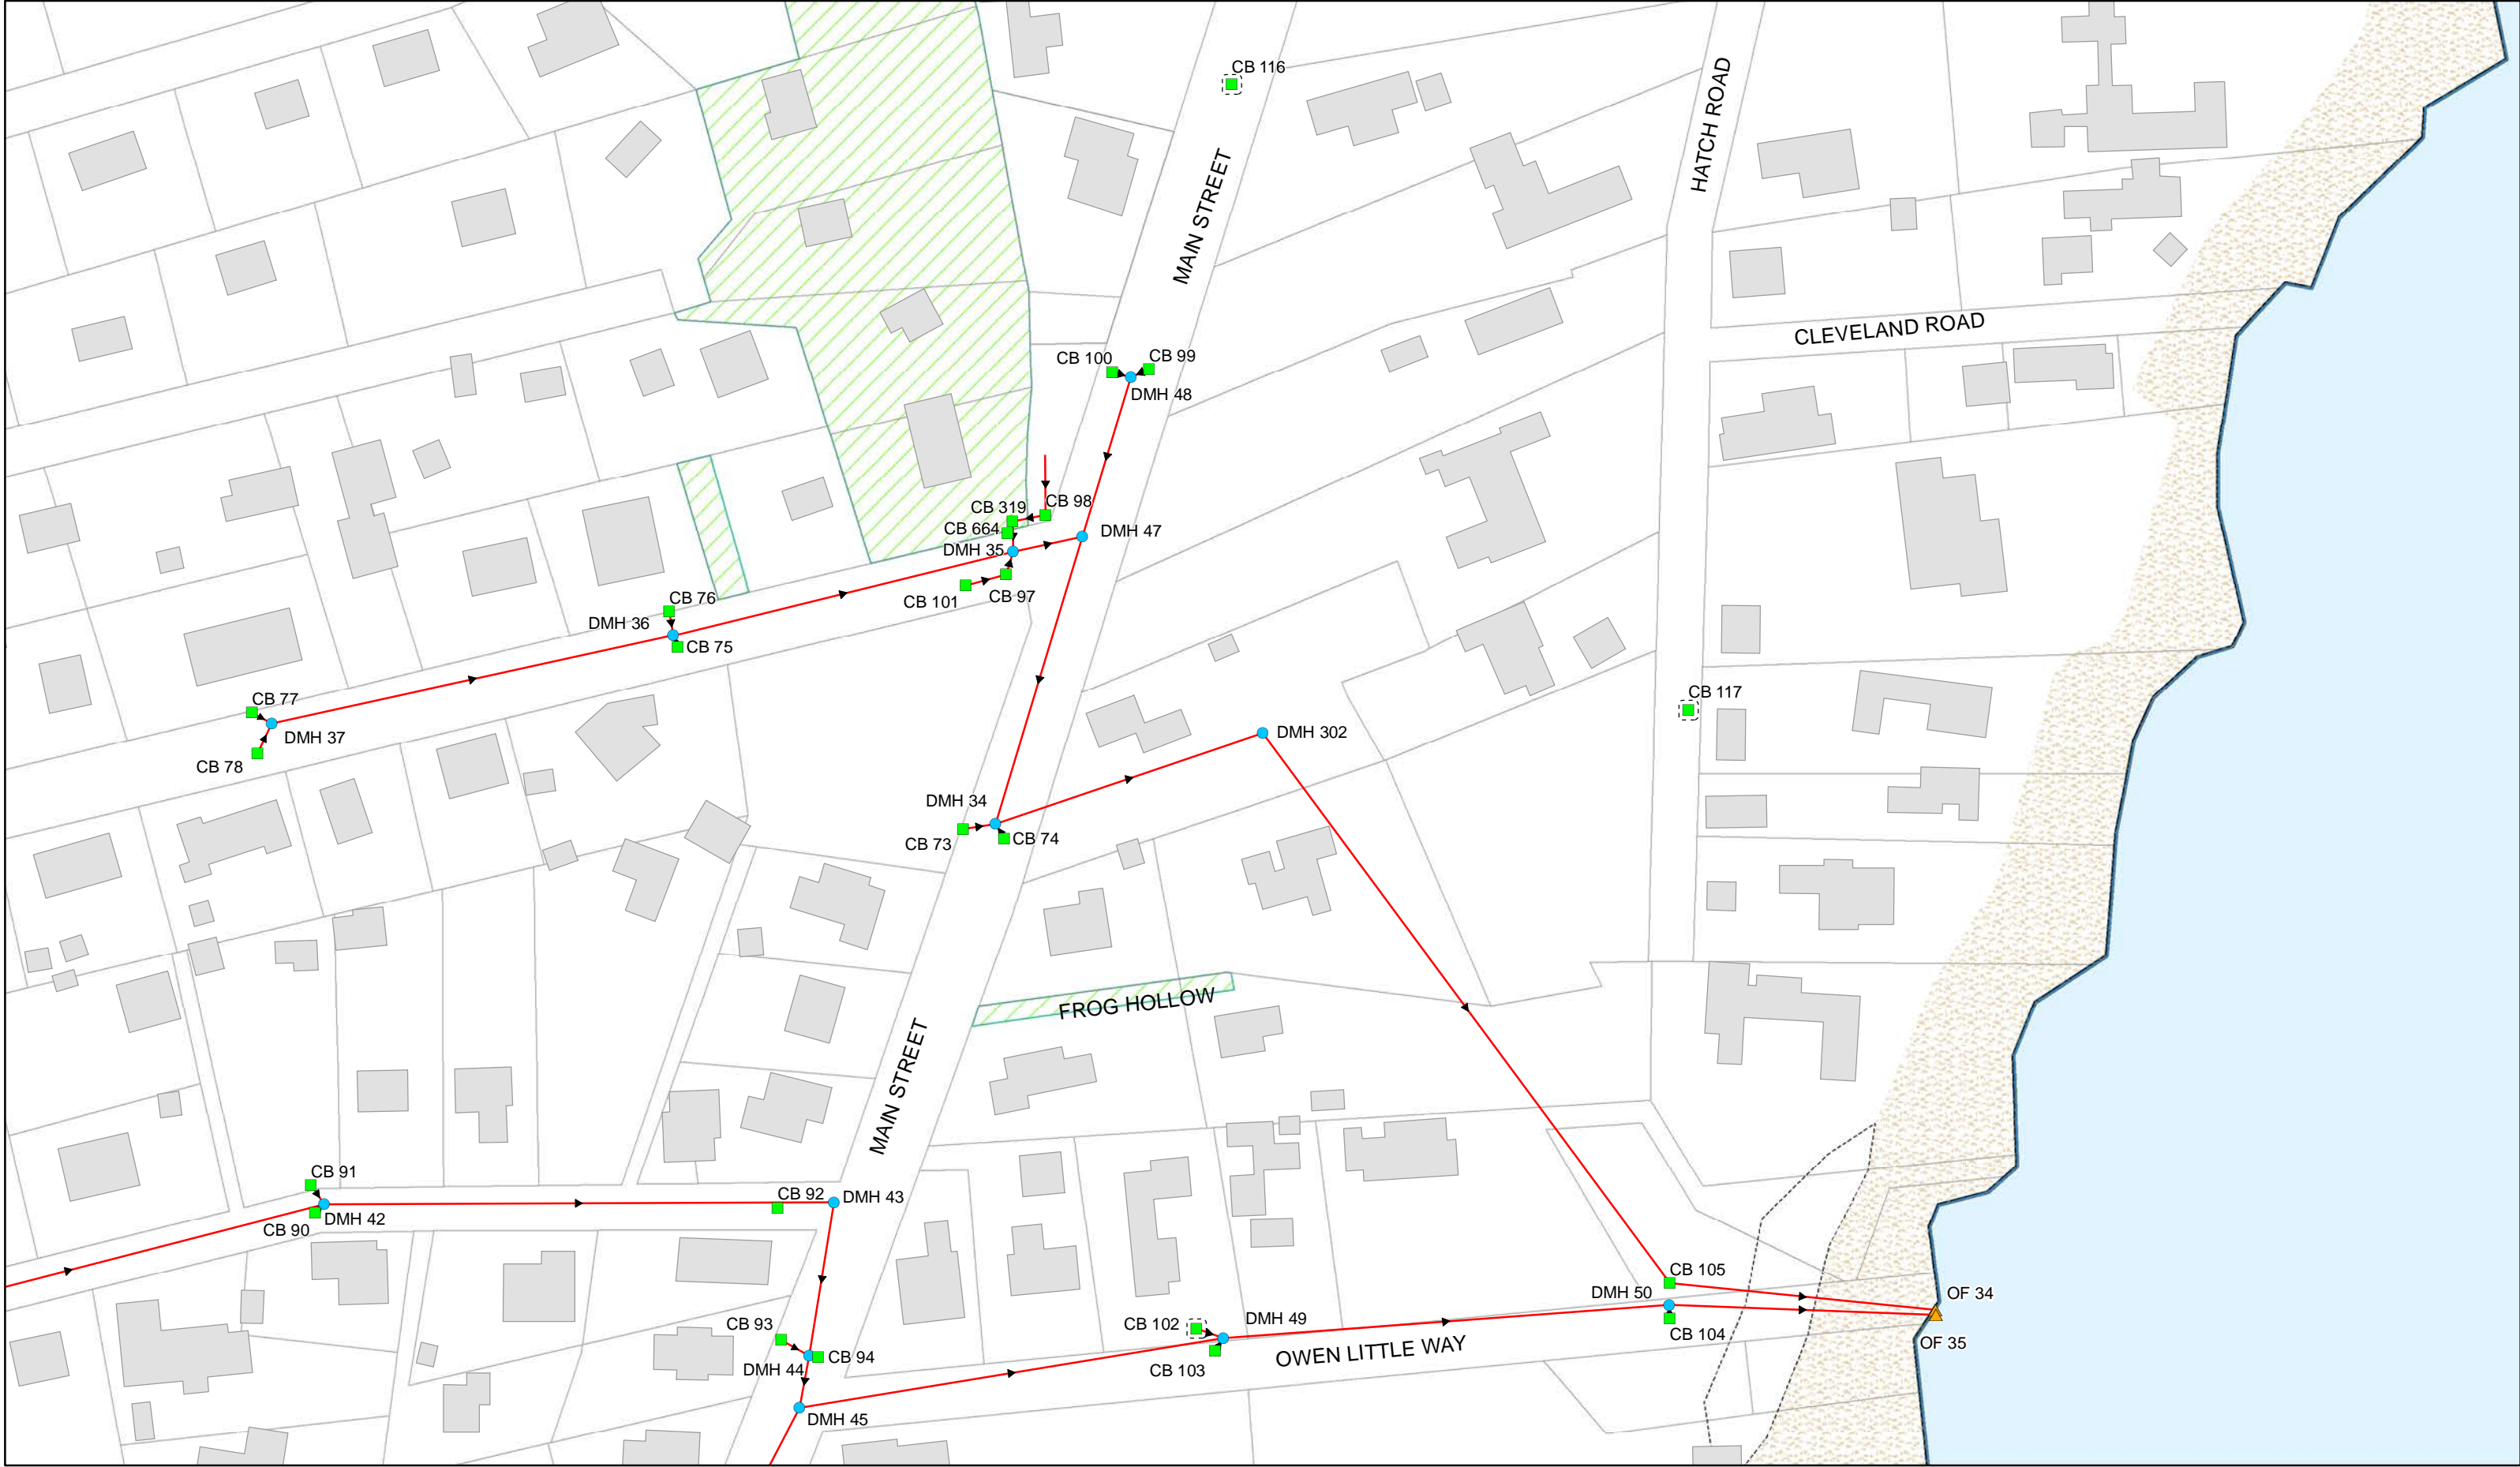 CB 116
HATCH ROAD
MAIN STREET
CLEVELAND ROAD
CB 100
CB 99
DMH 48
CB 319
CB 98
CB 664
DMH 47
DMH 35
CB 101
CB 97
CB 76
DMH 36
CB 75
CB 77
CB 117
DMH 37
DMH 302
CB 78
DMH 34
CB 73
CB 74
FROG HOLLOW
MAIN STREET
CB 91
CB 92
DMH 43
DMH 42
CB 90
CB 105
DMH 50
OF 34
CB 93
CB 102
DMH 49
CB 104
OF 35
CB 94
DMH 44
CB 103
OWEN LITTLE WAY
DMH 45